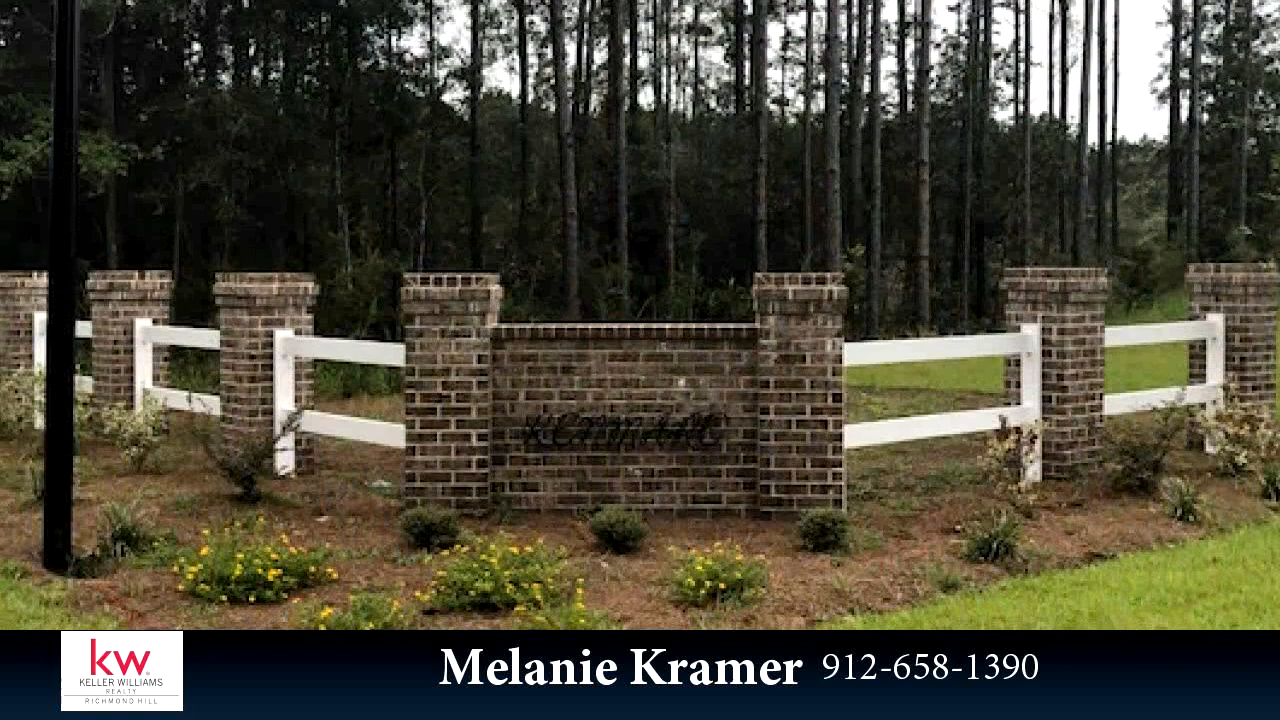 kw
KELLER WILLIAMS
REALTY
RICHMOND HILL
Melanie Kramer 912-658-1390